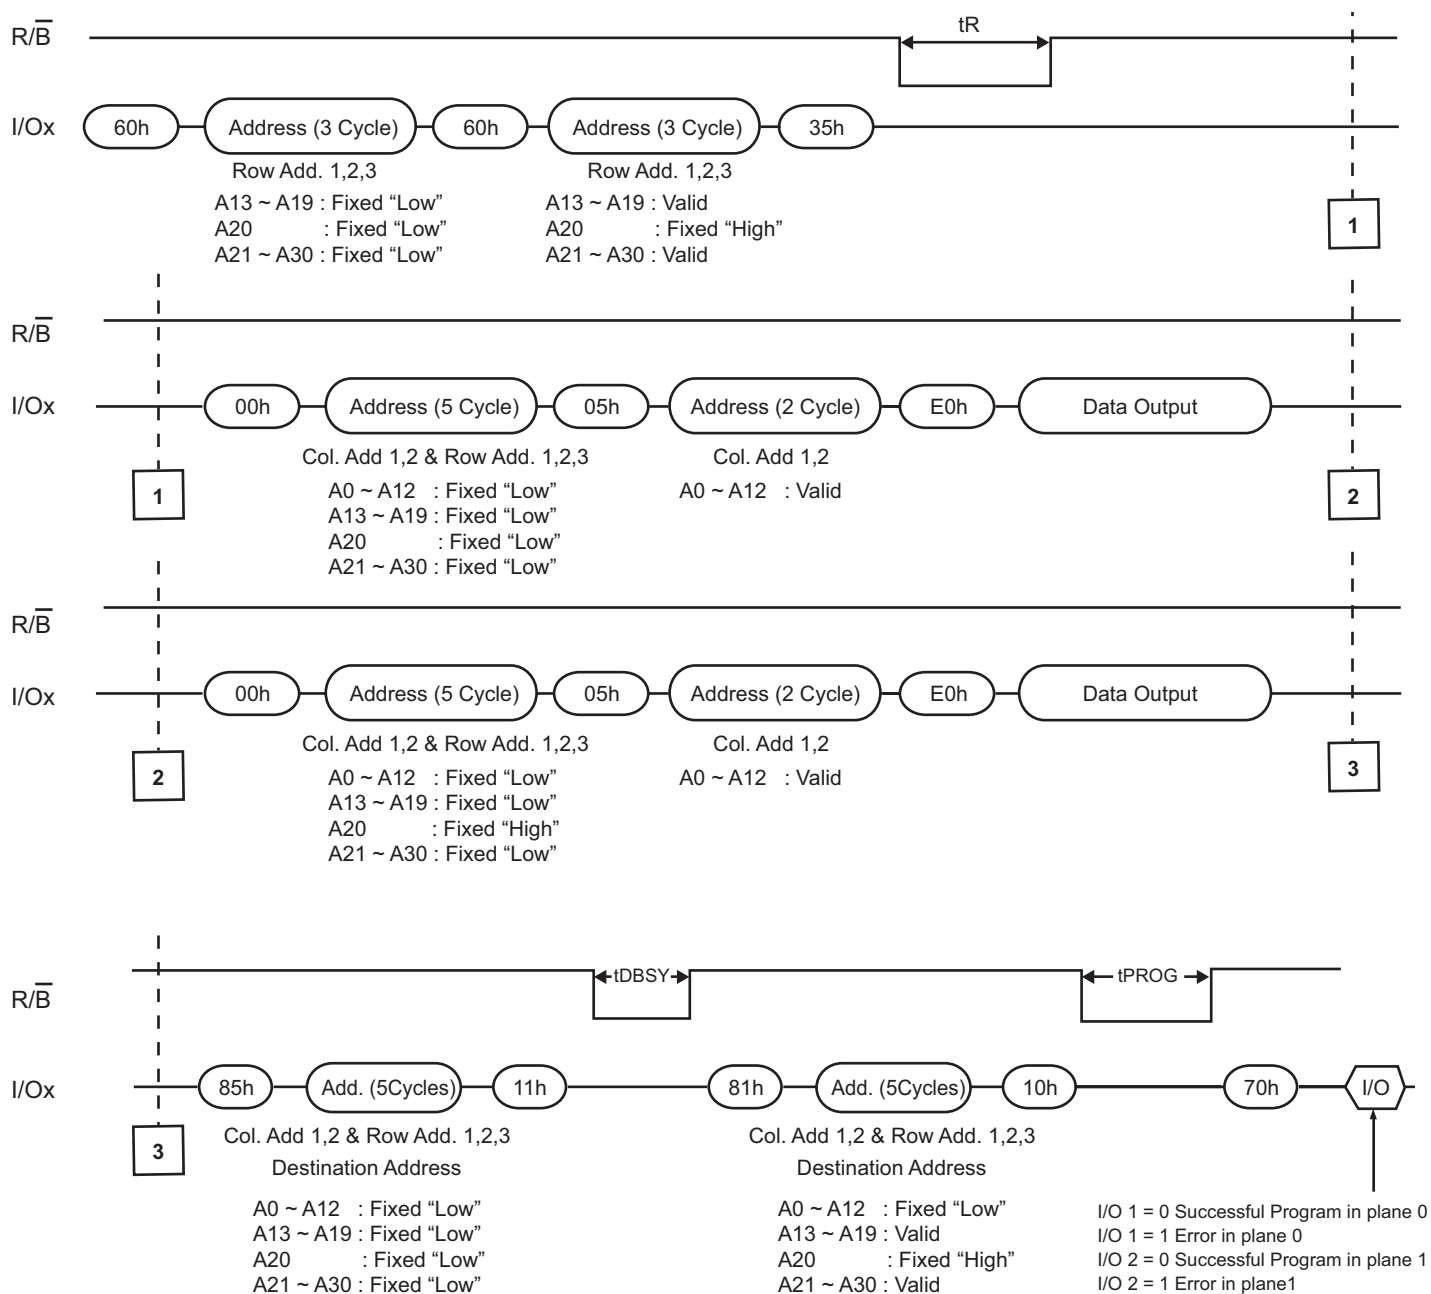 R/B̅
tR
I/Ox
60h
Address (3 Cycle)
60h
Address (3 Cycle)
35h
Row Add. 1,2,3
A13 ~ A19 : Fixed “Low”
A20 : Fixed “Low”
A21 ~ A30 : Fixed “Low”
Row Add. 1,2,3
A13 ~ A19 : Valid
A20 : Fixed “High”
A21 ~ A30 : Valid
1
R/B̅
I/Ox
00h
Address (5 Cycle)
05h
Address (2 Cycle)
E0h
Data Output
Col. Add 1,2 & Row Add. 1,2,3
A0 ~ A12 : Fixed “Low”
A13 ~ A19 : Fixed “Low”
A20 : Fixed “Low”
A21 ~ A30 : Fixed “Low”
Col. Add 1,2
A0 ~ A12 : Valid
1
2
R/B̅
I/Ox
00h
Address (5 Cycle)
05h
Address (2 Cycle)
E0h
Data Output
Col. Add 1,2 & Row Add. 1,2,3
A0 ~ A12 : Fixed “Low”
A13 ~ A19 : Fixed “Low”
A20 : Fixed “High”
A21 ~ A30 : Fixed “Low”
Col. Add 1,2
A0 ~ A12 : Valid
2
3
R/B̅
tDBSY
tPROG
I/Ox
85h
Add. (5Cycles)
11h
81h
Add. (5Cycles)
10h
70h
I/O
3
Col. Add 1,2 & Row Add. 1,2,3
Destination Address
A0 ~ A12 : Fixed “Low”
A13 ~ A19 : Fixed “Low”
A20 : Fixed “Low”
A21 ~ A30 : Fixed “Low”
Col. Add 1,2 & Row Add. 1,2,3
Destination Address
A0 ~ A12 : Fixed “Low”
A13 ~ A19 : Valid
A20 : Fixed “High”
A21 ~ A30 : Valid
I/O 1 = 0 Successful Program in plane 0
I/O 1 = 1 Error in plane 0
I/O 2 = 0 Successful Program in plane 1
I/O 2 = 1 Error in plane1